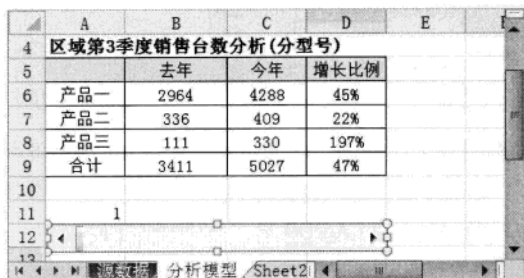 A B C D E
4 区域第3季度销售台数分析(分型号)
5 去年 今年 增长比例
6 产品一 2964 4288 45%
7 产品二 336 409 22%
8 产品三 111 330 197%
9 合计 3411 5027 47%
10
11 1
12
13
源数据 分析模型 Sheet2